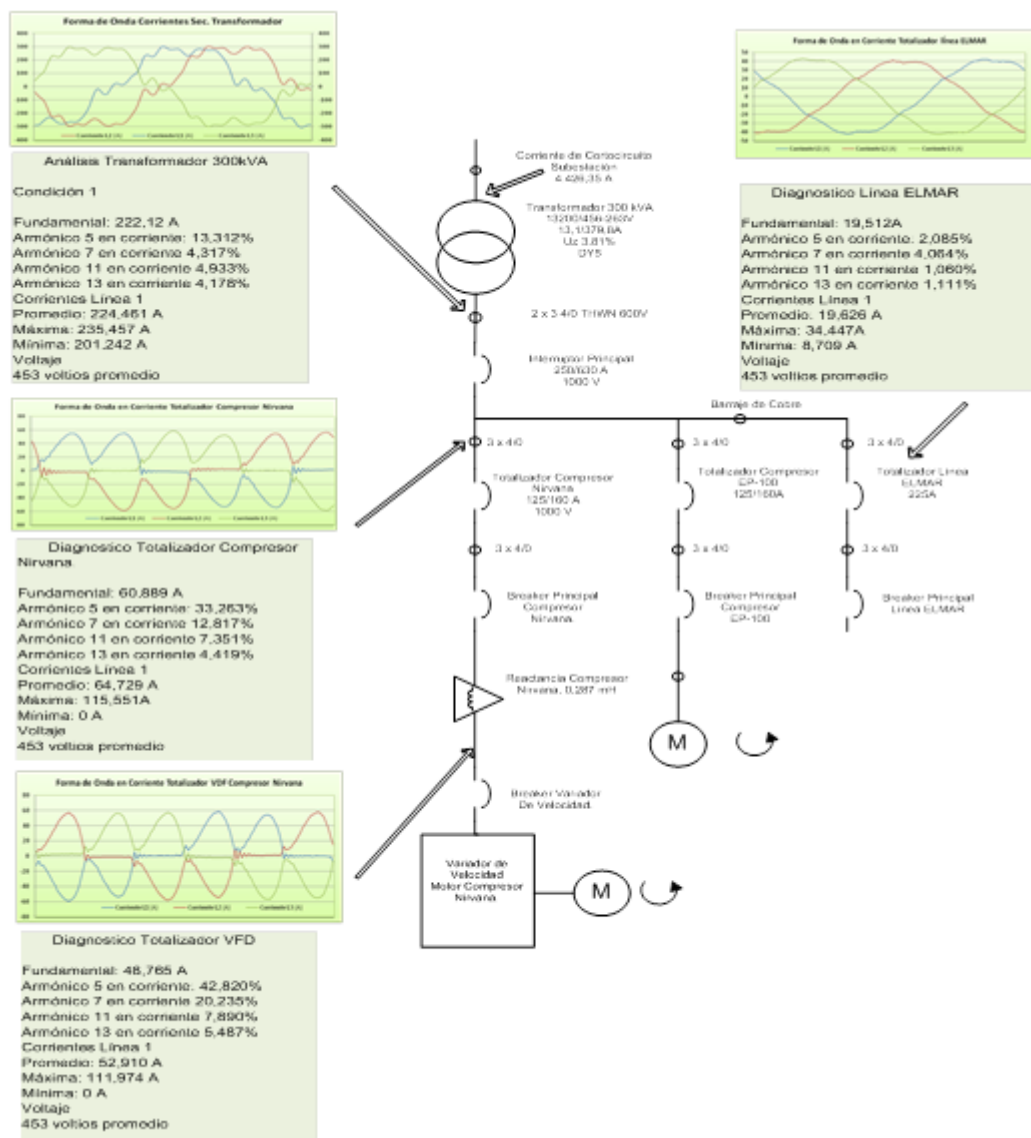 Forma de Onda Corrientes Sec. Transformador
Corriente L1 (A) Corriente L2 (A) Corriente L3 (A)
Análisis Transformador 300kVA
Condición 1
Fundamental: 222,12 A
Armónico 5 en corriente: 13,312%
Armónico 7 en corriente 4,317%
Armónico 11 en corriente 4,933%
Armónico 13 en corriente 4,178%
Corrientes Línea 1
Promedio: 224,461 A
Máxima: 235,457 A
Mínima: 201,242 A
Voltaje
453 voltios promedio
Forma de Onda en Corriente Totalizador Compresor Nirvana
Diagnostico Totalizador Compresor
Nirvana
Fundamental: 60,889 A
Armónico 5 en corriente: 33,263%
Armónico 7 en corriente 12,817%
Armónico 11 en corriente 7,351%
Armónico 13 en corriente 4,419%
Corrientes Línea 1
Promedio: 64,729 A
Máxima: 115,551A
Mínima: 0 A
Voltaje
453 voltios promedio
Forma de Onda en Corriente Totalizador VDF Compresor Nirvana
Diagnostico Totalizador VFD
Fundamental: 48,765 A
Armónico 5 en corriente: 42,820%
Armónico 7 en corriente 20,235%
Armónico 11 en corriente 7,890%
Armónico 13 en corriente 5,487%
Corrientes Línea 1
Promedio: 52,910 A
Máxima: 111,974 A
Mínima: 0 A
Voltaje
453 voltios promedio
Corriente de Cortocircuito
Subestación
4.426,35 A
Transformador 300 kVA
13200/456-263V
13,1/379,8A
Uz 3.81%
DY5
2 x 3 4/0 THWN 600V
Interruptor Principal
250/630 A
1000 V
Barraje de Cobre
3 x 4/0
Totalizador Compresor
Nirvana
125/160 A
1000 V
3 x 4/0
Breaker Principal
Compresor
Nirvana.
Reactancia Compresor
Nirvana, 0.287 mH
Breaker Variador
De Velocidad.
Variador de
Velocidad
Motor Compresor
Nirvana
M
3 x 4/0
Totalizador Compresor
EP-100
125/160A
3 x 4/0
Breaker Principal
Compresor
EP-100
M
3 x 4/0
Totalizador Línea
ELMAR
225A
3 x 4/0
Breaker Principal
Línea ELMAR
Forma de Onda en Corriente Totalizador línea ELMAR
Diagnostico Línea ELMAR
Fundamental: 19,512A
Armónico 5 en corriente. 2,085%
Armónico 7 en corriente 4,064%
Armónico 11 en corriente 1,060%
Armónico 13 en corriente 1,111%
Corrientes Línea 1
Promedio. 19,626 A
Máxima: 34,447A
Mínima: 8,709 A
Voltaje
453 voltios promedio